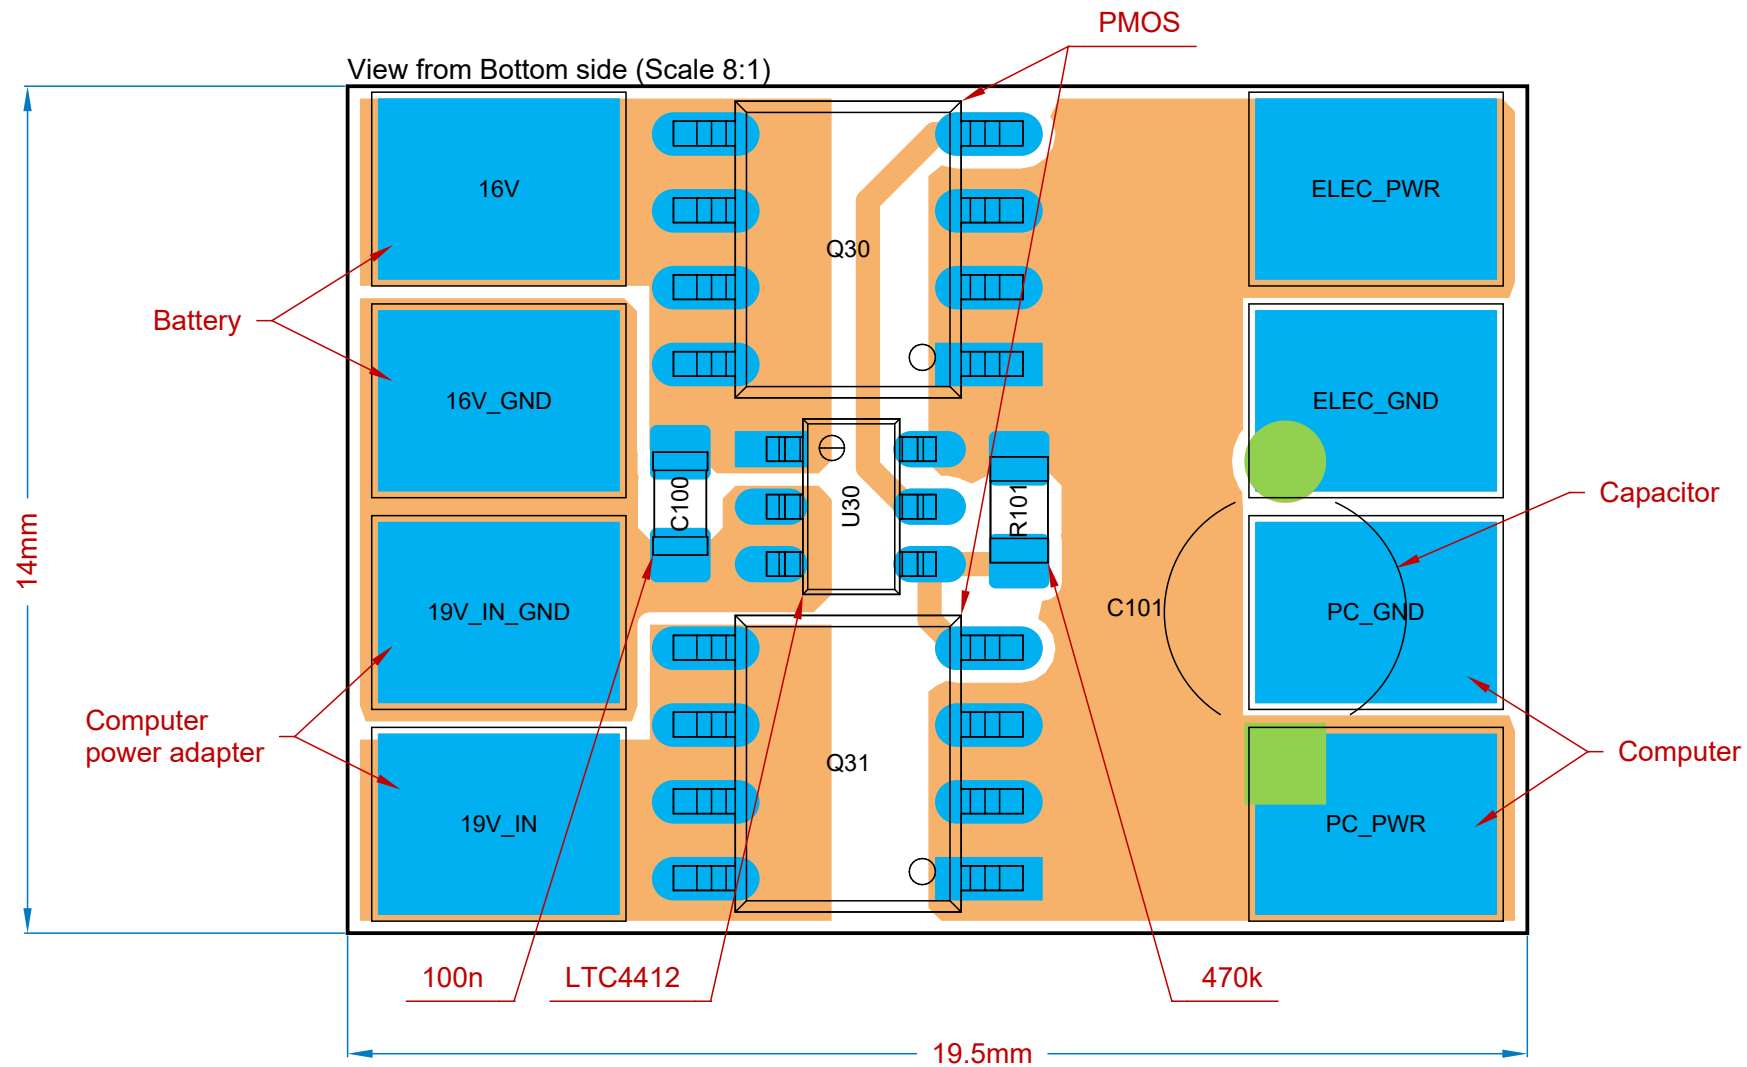 PMOS
View from Bottom side (Scale 8:1)
16V
Q30
ELEC_PWR
Battery
16V_GND
ELEC_GND
C100
U30
R101
Capacitor
14mm
19V_IN_GND
C101
PC_GND
Computer
power adapter
Q31
Computer
19V_IN
PC_PWR
100n
LTC4412
470k
19.5mm